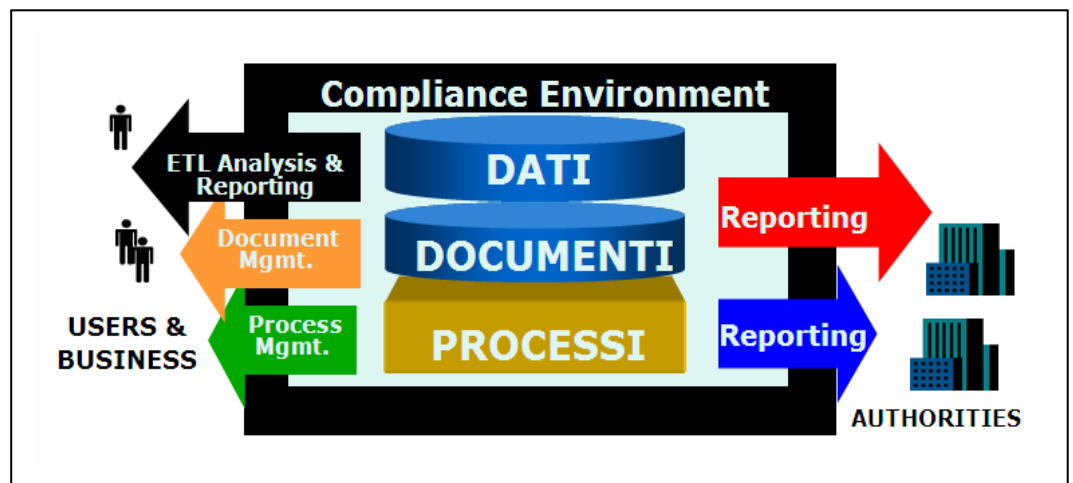 Compliance Environment
ETL Analysis &
Reporting
Document
Mgmt.
Process
Mgmt.
USERS &
BUSINESS
DATI
DOCUMENTI
PROCESSI
Reporting
Reporting
AUTHORITIES